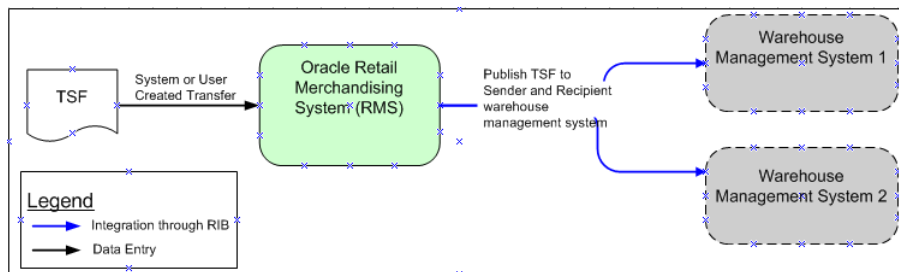 TSF
System or User
Created Transfer
Oracle Retail
Merchandising
System (RMS)
Publish TSF to
Sender and Recipient
warehouse
management system
Warehouse
Management System 1
Warehouse
Management System 2
Legend
Integration through RIB
Data Entry